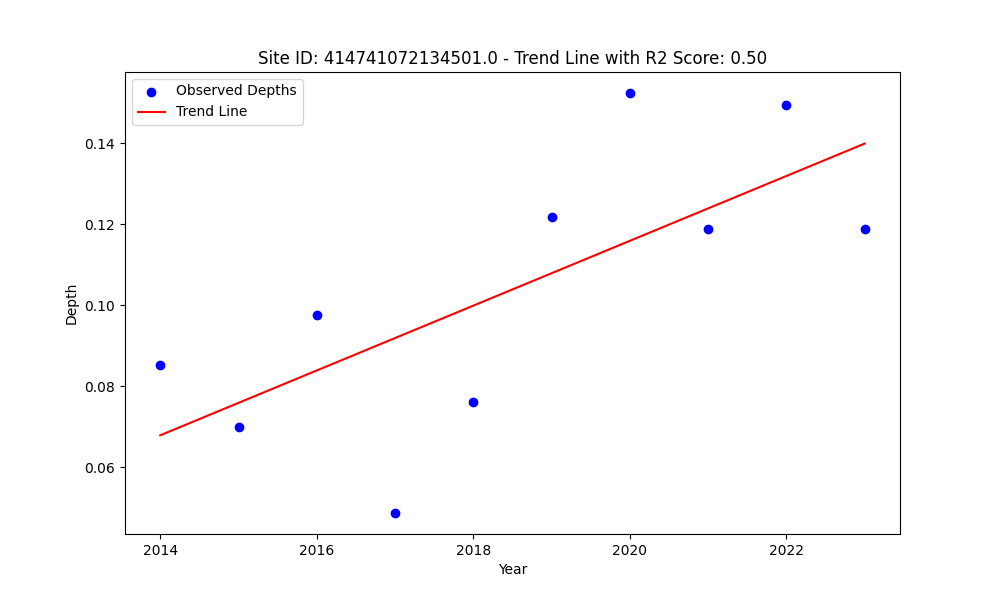 Site ID: 414741072134501.0 - Trend Line with R2 Score: 0.50
Observed Depths
Trend Line
0.14
0.12
0.10
0.08
0.06
Depth
2014
2016
2018
2020
2022
Year